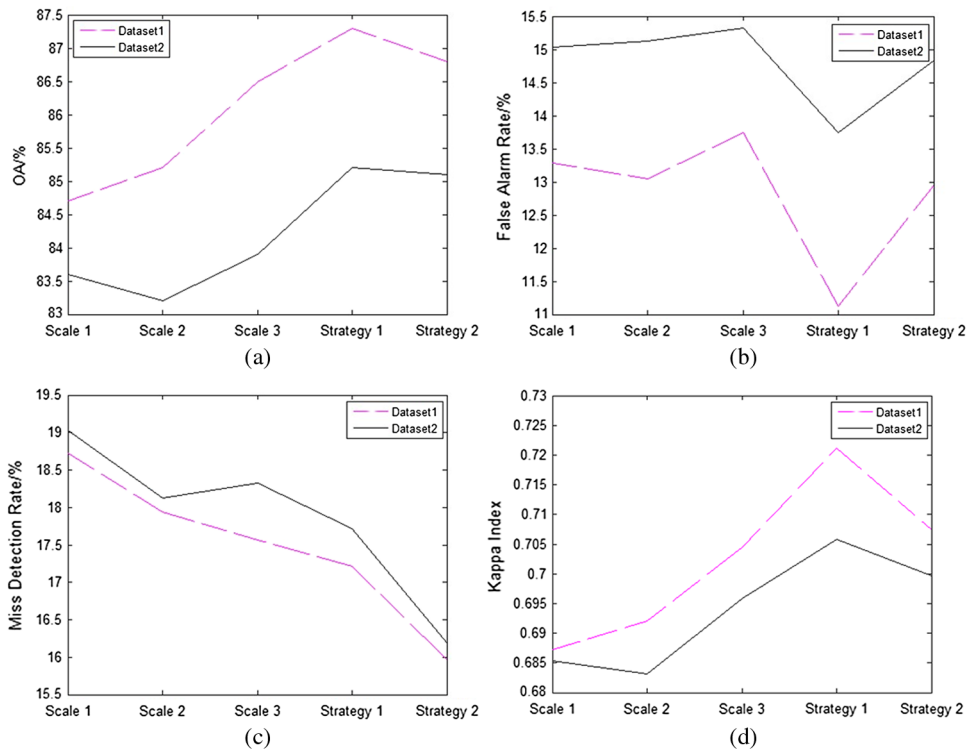 87.5
87
86.5
86
85.5
85
84.5
84
83.5
83
OA/%
Dataset1
Dataset2
Scale 1 Scale 2 Scale 3 Strategy 1 Strategy 2
(a)
15.5
15
14.5
14
13.5
13
12.5
12
11.5
11
False Alarm Rate/%
Dataset1
Dataset2
Scale 1 Scale 2 Scale 3 Strategy 1 Strategy 2
(b)
19.5
19
18.5
18
17.5
17
16.5
16
15.5
Miss Detection Rate/%
Dataset1
Dataset2
Scale 1 Scale 2 Scale 3 Strategy 1 Strategy 2
(c)
0.73
0.725
0.72
0.715
0.71
0.705
0.7
0.695
0.69
0.685
0.68
Kappa Index
Dataset1
Dataset2
Scale 1 Scale 2 Scale 3 Strategy 1 Strategy 2
(d)